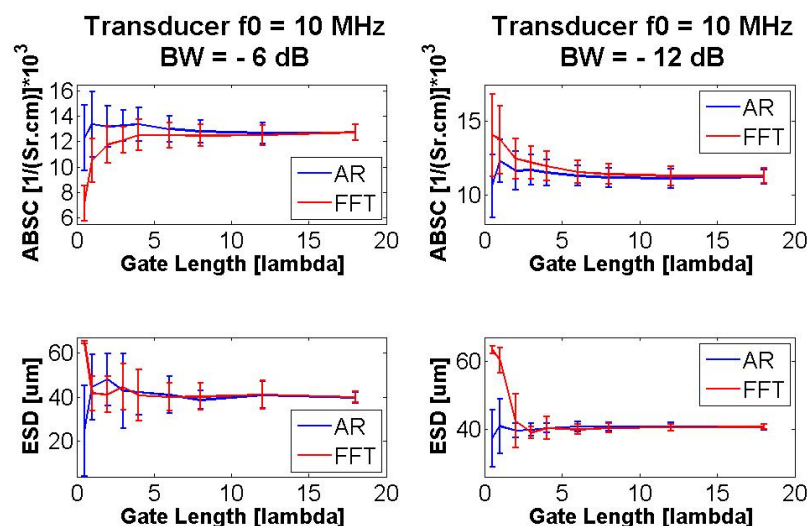 Transducer f0 = 10 MHz
BW = - 6 dB
ABSC [1/(Sr.cm)]*10³
16
14
12
10
8
6
AR
FFT
0 5 10 15 20
Gate Length [lambda]
Transducer f0 = 10 MHz
BW = - 12 dB
ABSC [1/(Sr.cm)]*10³
15
10
AR
FFT
0 5 10 15 20
Gate Length [lambda]
ESD [um]
60
40
20
AR
FFT
0 5 10 15 20
Gate Length [lambda]
ESD [um]
60
40
AR
FFT
0 5 10 15 20
Gate Length [lambda]